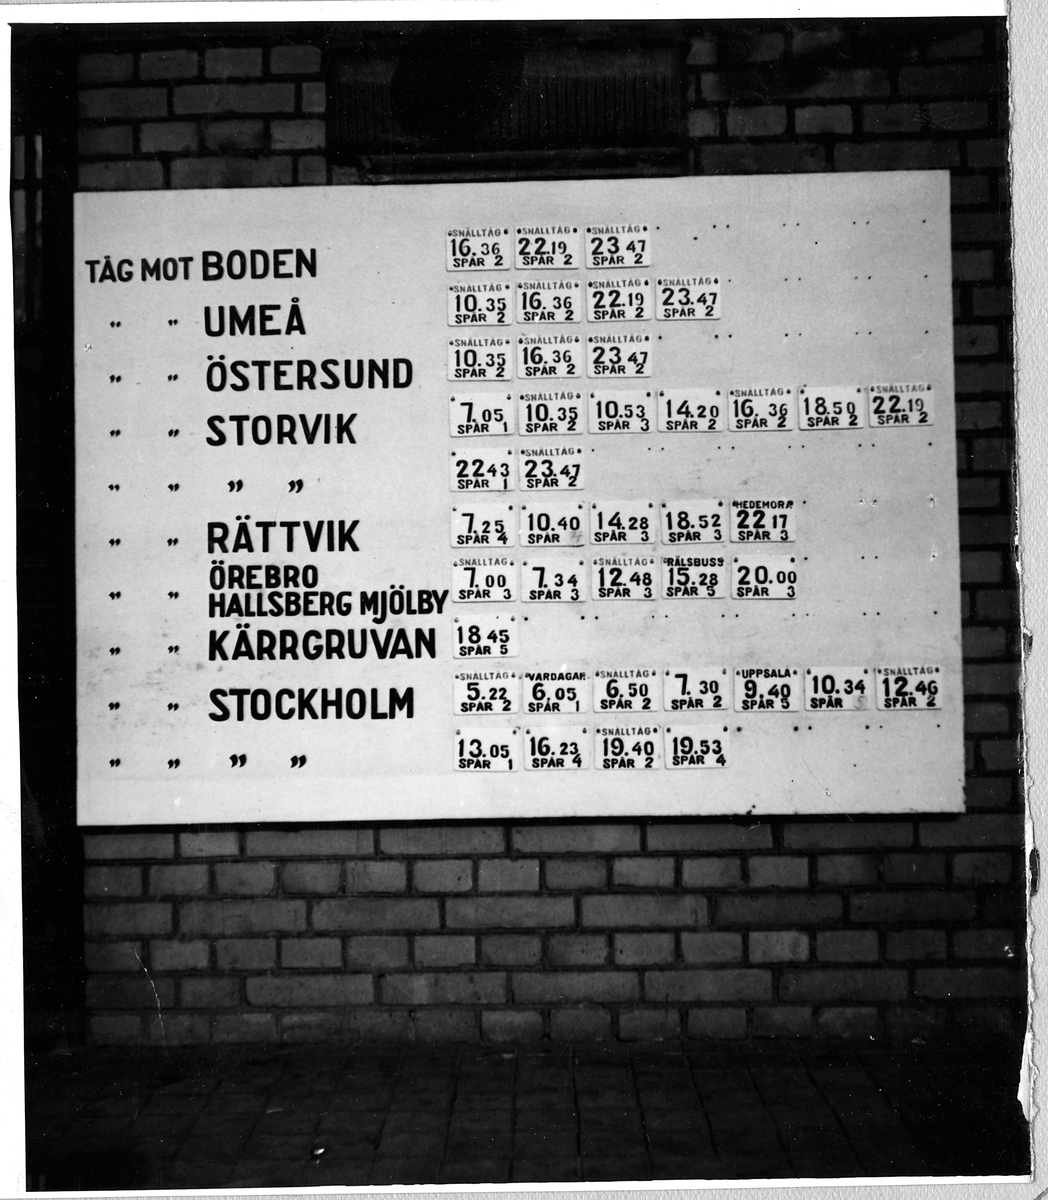 SNÄLLTÅG SNÄLLTÅG SNÄLLTÅG
TÅG MOT BODEN 16.36 22.19 23 47
SPÅR 2 SPÅR 2 SPÅR 2
SNÄLLTÅG SNÄLLTÅG SNÄLLTÅG SNÄLLTÅG
" " UMEÅ 10.35 16.36 22.19 23.47
SPÅR 2 SPÅR 2 SPÅR 2 SPÅR 2
SNÄLLTÅG SNÄLLTÅG SNÄLLTÅG
" " ÖSTERSUND 10.35 16.36 23 47
SPÅR 2 SPÅR 2 SPÅR 2
SNÄLLTÅG SNÄLLTÅG SNÄLLTÅG
" " STORVIK 7.05 10.35 10.53 14.20 16.36 18.50 22.19
SPÅR 1 SPÅR 2 SPÅR 3 SPÅR 2 SPÅR 2 SPÅR 2 SPÅR 2
SNÄLLTÅG
" " " " 22 43 23.47
SPÅR 1 SPÅR 2
HEDEMORA
" " RÄTTVIK 7.25 10.40 14.28 18.52 22 17
SPÅR 4 SPÅR SPÅR 3 SPÅR 3 SPÅR 3
SNÄLLTÅG SNÄLLTÅG RÄLSBUSS
" " ÖREBRO 7.00 7.34 12.48 15.28 20.00
HALLSBERG MJÖLBY SPÅR 3 SPÅR 3 SPÅR 3 SPÅR 5 SPÅR 3
" " KÄRRGRUVAN 18 45
SPÅR 5
SNÄLLTÅG VARDAGAR SNÄLLTÅG UPPSALA SNÄLLTÅG
" " STOCKHOLM 5.22 6.05 6.50 7.30 9.40 10.34 12.46
SPÅR 2 SPÅR 1 SPÅR 2 SPÅR 2 SPÅR 5 SPÅR 5 SPÅR 2
SNÄLLTÅG
" " " " 13.05 16.23 19.40 19.53
SPÅR 1 SPÅR 4 SPÅR 2 SPÅR 4